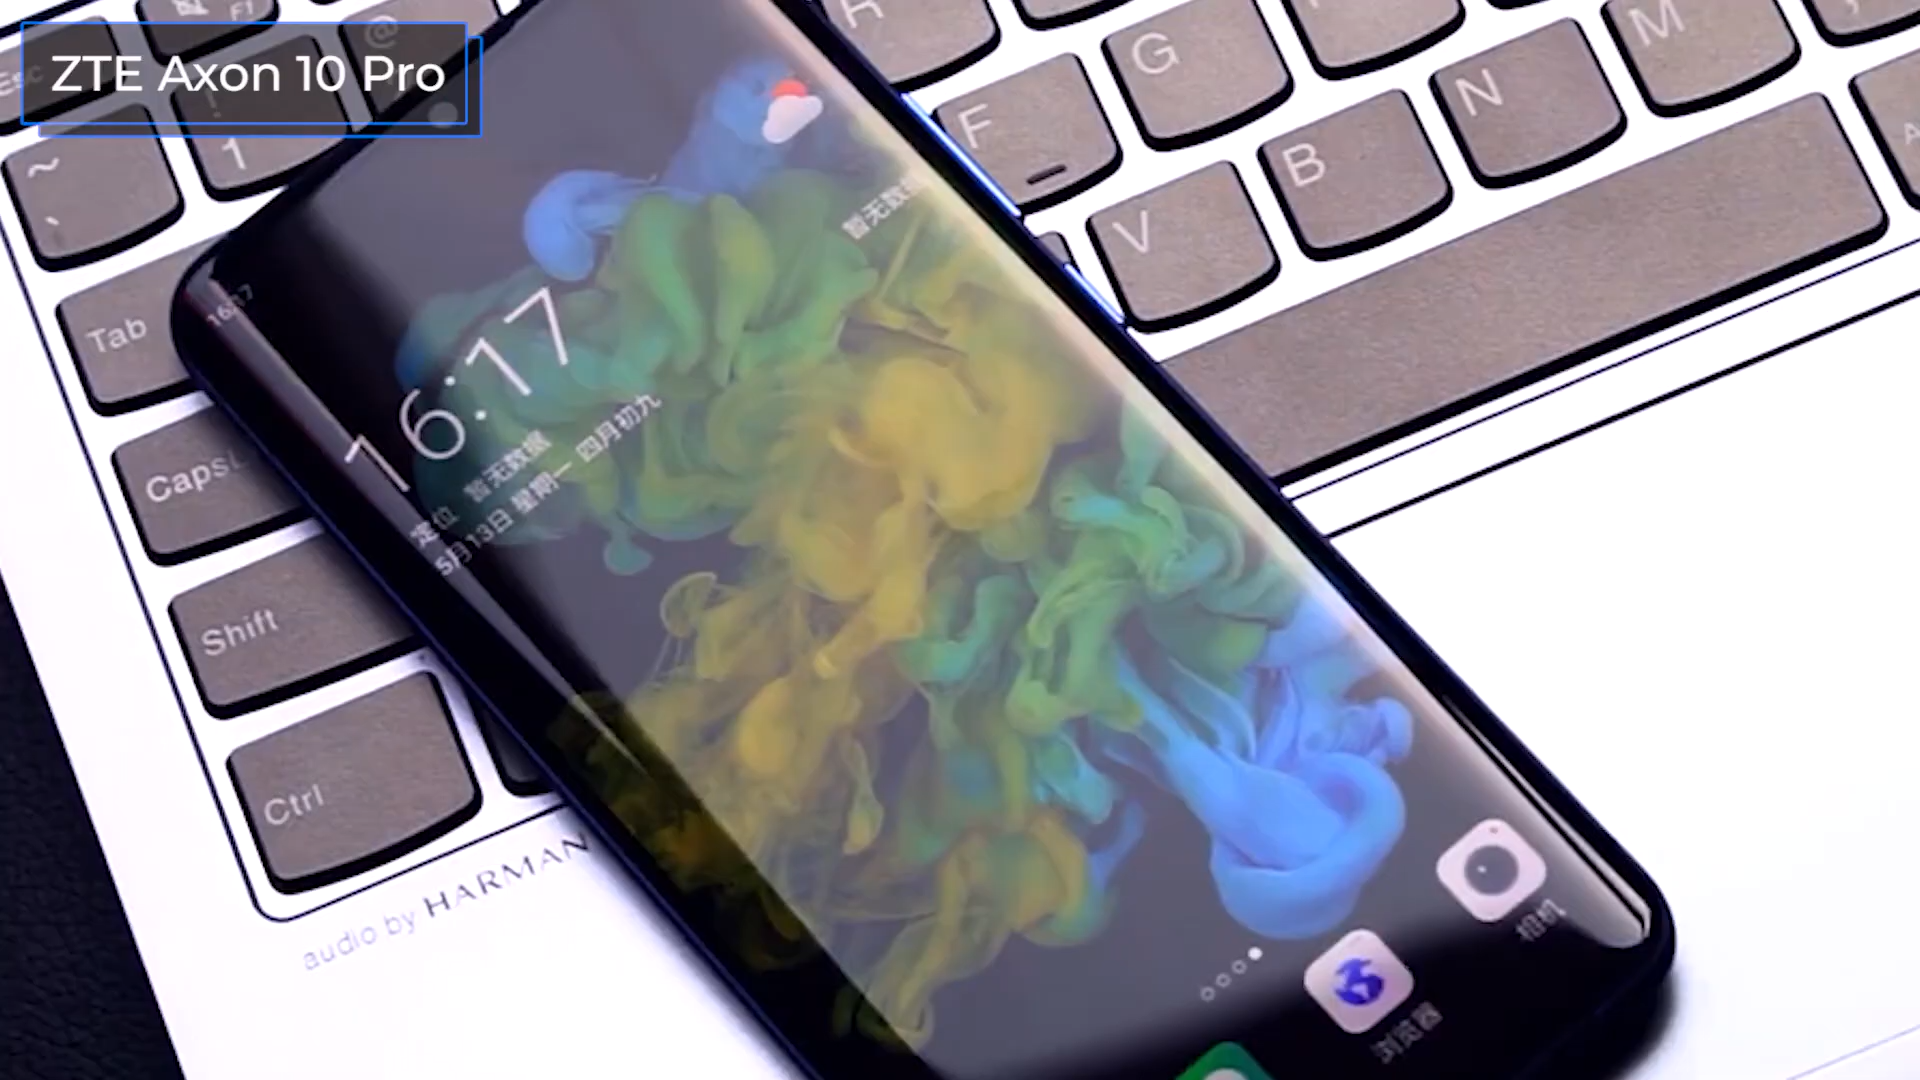 ZTE Axon 10 Pro
Esc
F1
@
~
`
!
1
Tab
Caps
Shift
Ctrl
R
G
M
F
N
V
B
audio by HARMAN
16:17
16:17
暂无数据
定位 暂无数据
5月13日 星期一 四月初九
相机
浏览器